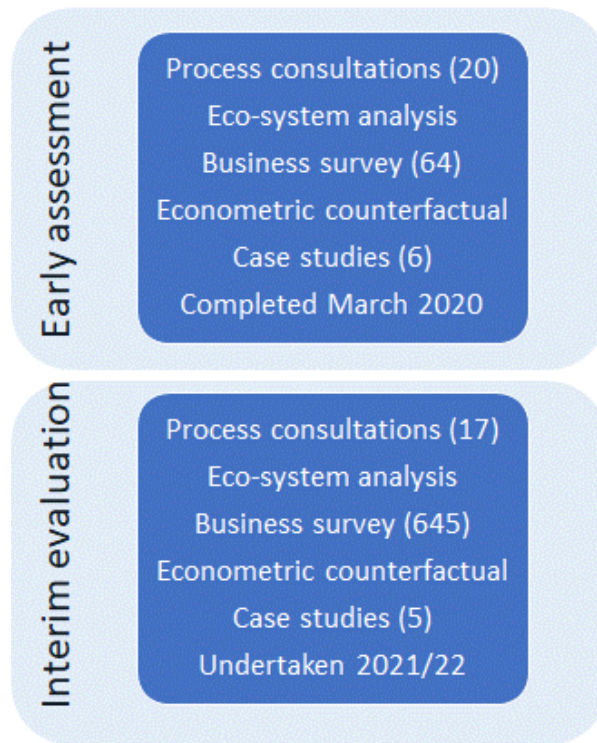 Early assessment
Process consultations (20)
Eco-system analysis
Business survey (64)
Econometric counterfactual
Case studies (6)
Completed March 2020
Interim evaluation
Process consultations (17)
Eco-system analysis
Business survey (645)
Econometric counterfactual
Case studies (5)
Undertaken 2021/22